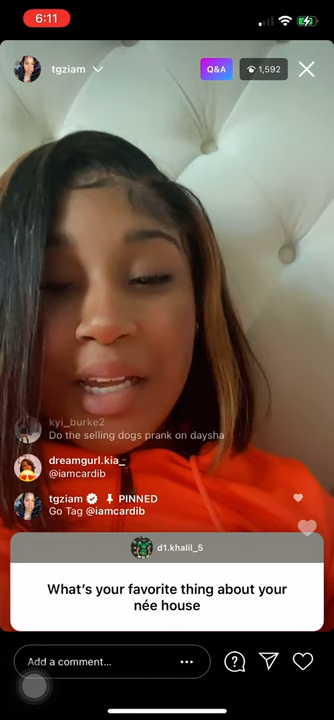 6:11
tgziam
Q&A
1,592
kyi_burke2
Do the selling dogs prank on daysha
dreamgurl.kia_
@iamcardib
tgziam PINNED
Go Tag @iamcardib
d1.khalil_5
What's your favorite thing about your
née house
Add a comment...